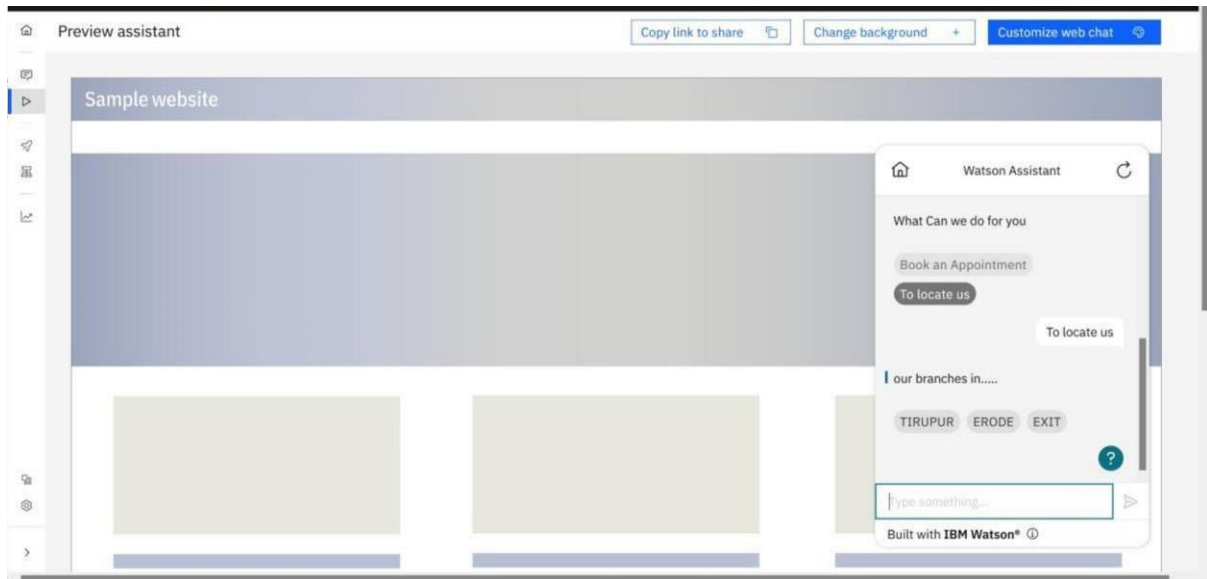 Preview assistant
Copy link to share
Change background +
Customize web chat
Sample website
Watson Assistant
What Can we do for you
Book an Appointment
To locate us
To locate us
our branches in.....
TIRUPUR ERODE EXIT
?
Type something...
Built with IBM Watson®